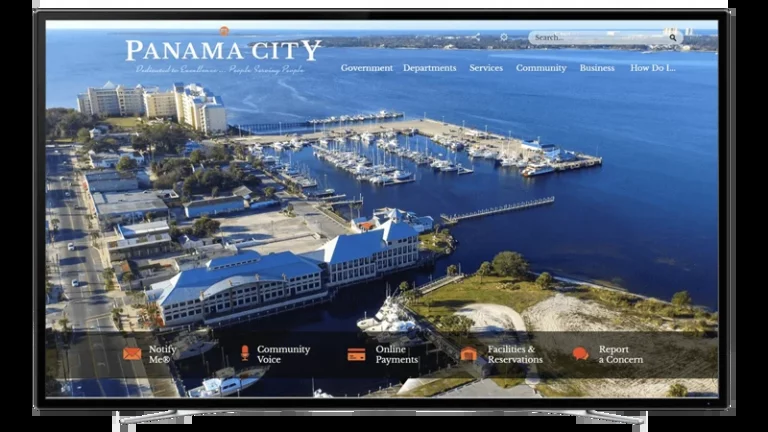 Search...
PANAMA CITY
Dedicated to Excellence ... People Serving People
Government Departments Services Community Business How Do I...
Notify
Me®
Community
Voice
Online
Payments
Facilities &
Reservations
Report
a Concern